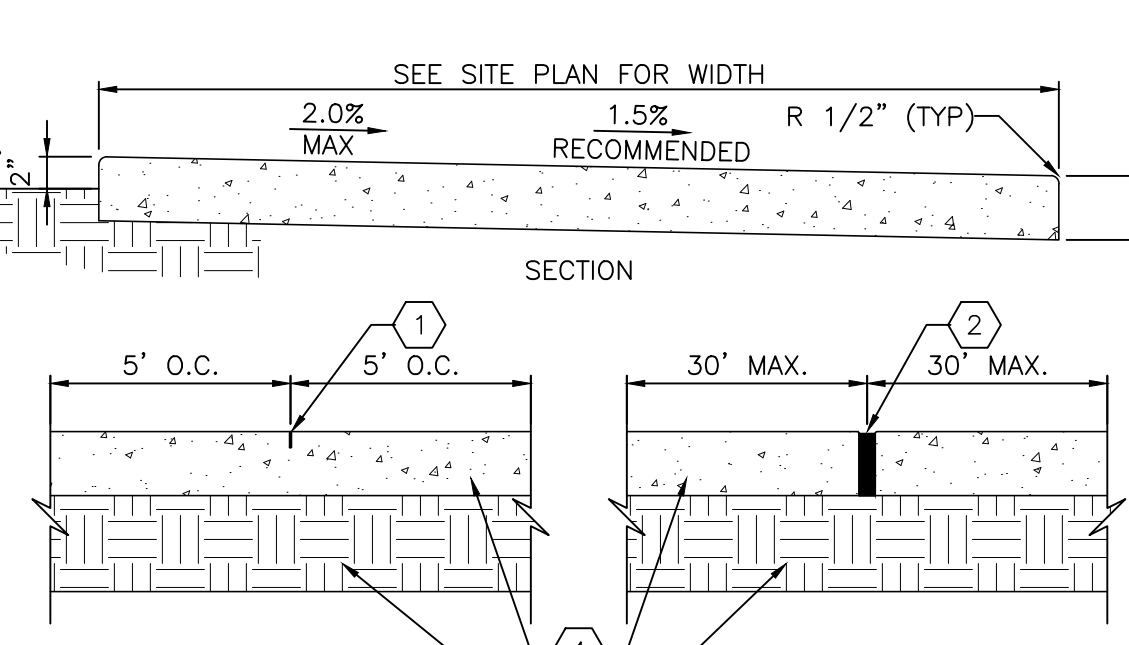 SEE SITE PLAN FOR WIDTH
2.0%
MAX
1.5%
RECOMMENDED
R 1/2" (TYP)
2"
SECTION
1
2
5' O.C.
5' O.C.
30' MAX.
30' MAX.